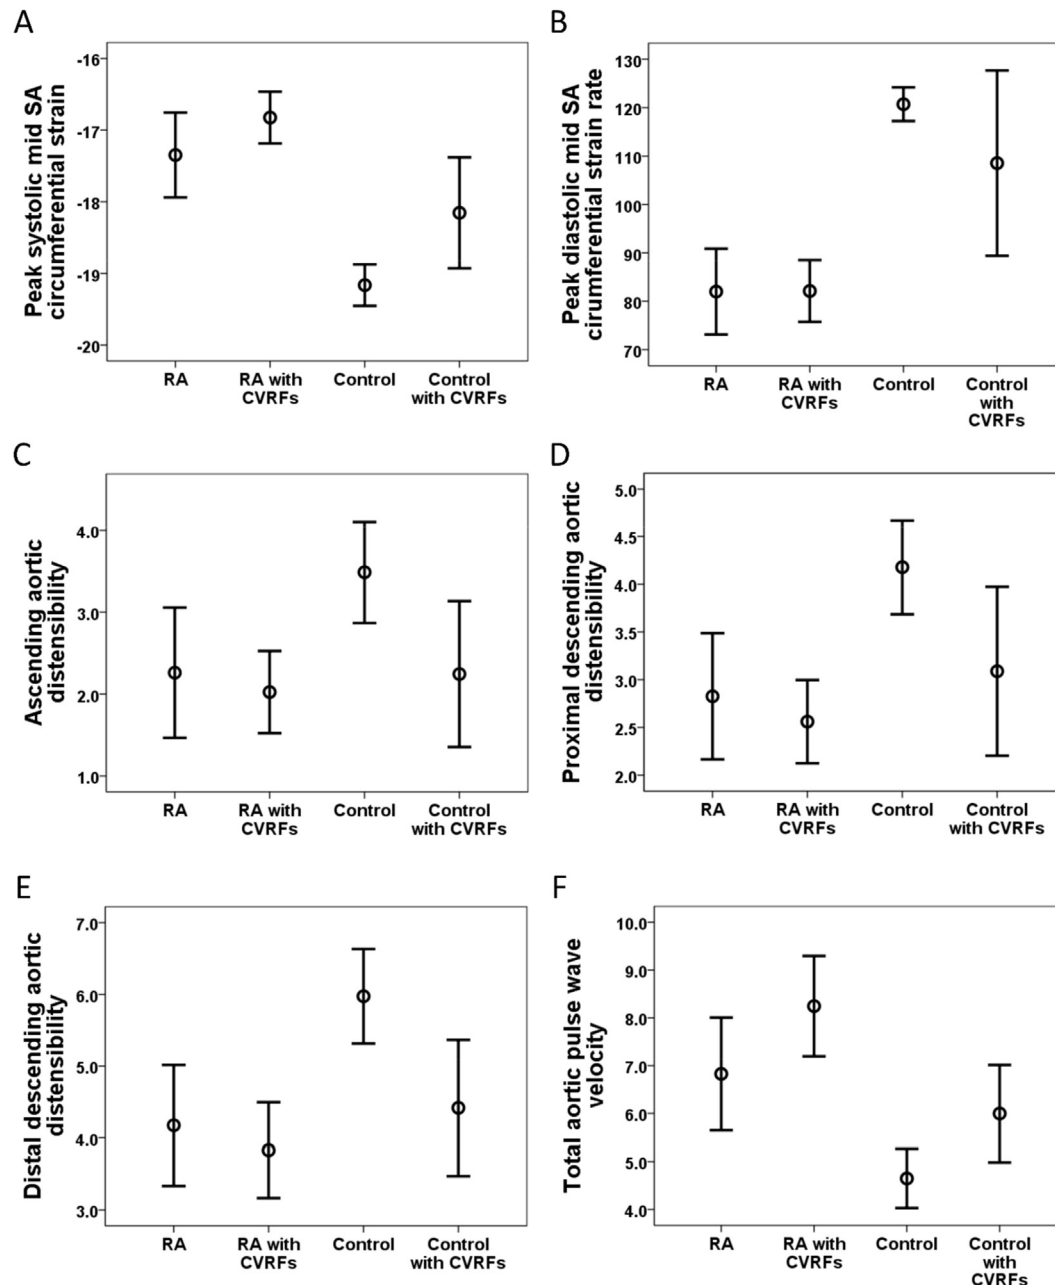 A
Peak systolic mid SA
circumferential strain
-16
-17
-18
-19
-20
RA
RA with
CVRFs
Control
Control
with CVRFs
B
Peak diastolic mid SA
cirumferential strain rate
130
120
110
100
90
80
70
RA
RA with
CVRFs
Control
Control
with
CVRFs
C
Ascending aortic
distensibility
4.0
3.0
2.0
1.0
RA
RA with
CVRFs
Control
Control
with CVRFs
D
Proximal descending aortic
distensibility
5.0
4.5
4.0
3.5
3.0
2.5
2.0
RA
RA with
CVRFs
Control
Control
with CVRFs
E
Distal descending aortic
distensibility
7.0
6.0
5.0
4.0
3.0
RA
RA with
CVRFs
Control
Control
with CVRFs
F
Total aortic pulse wave
velocity
10.0
9.0
8.0
7.0
6.0
5.0
4.0
RA
RA with
CVRFs
Control
Control
with
CVRFs